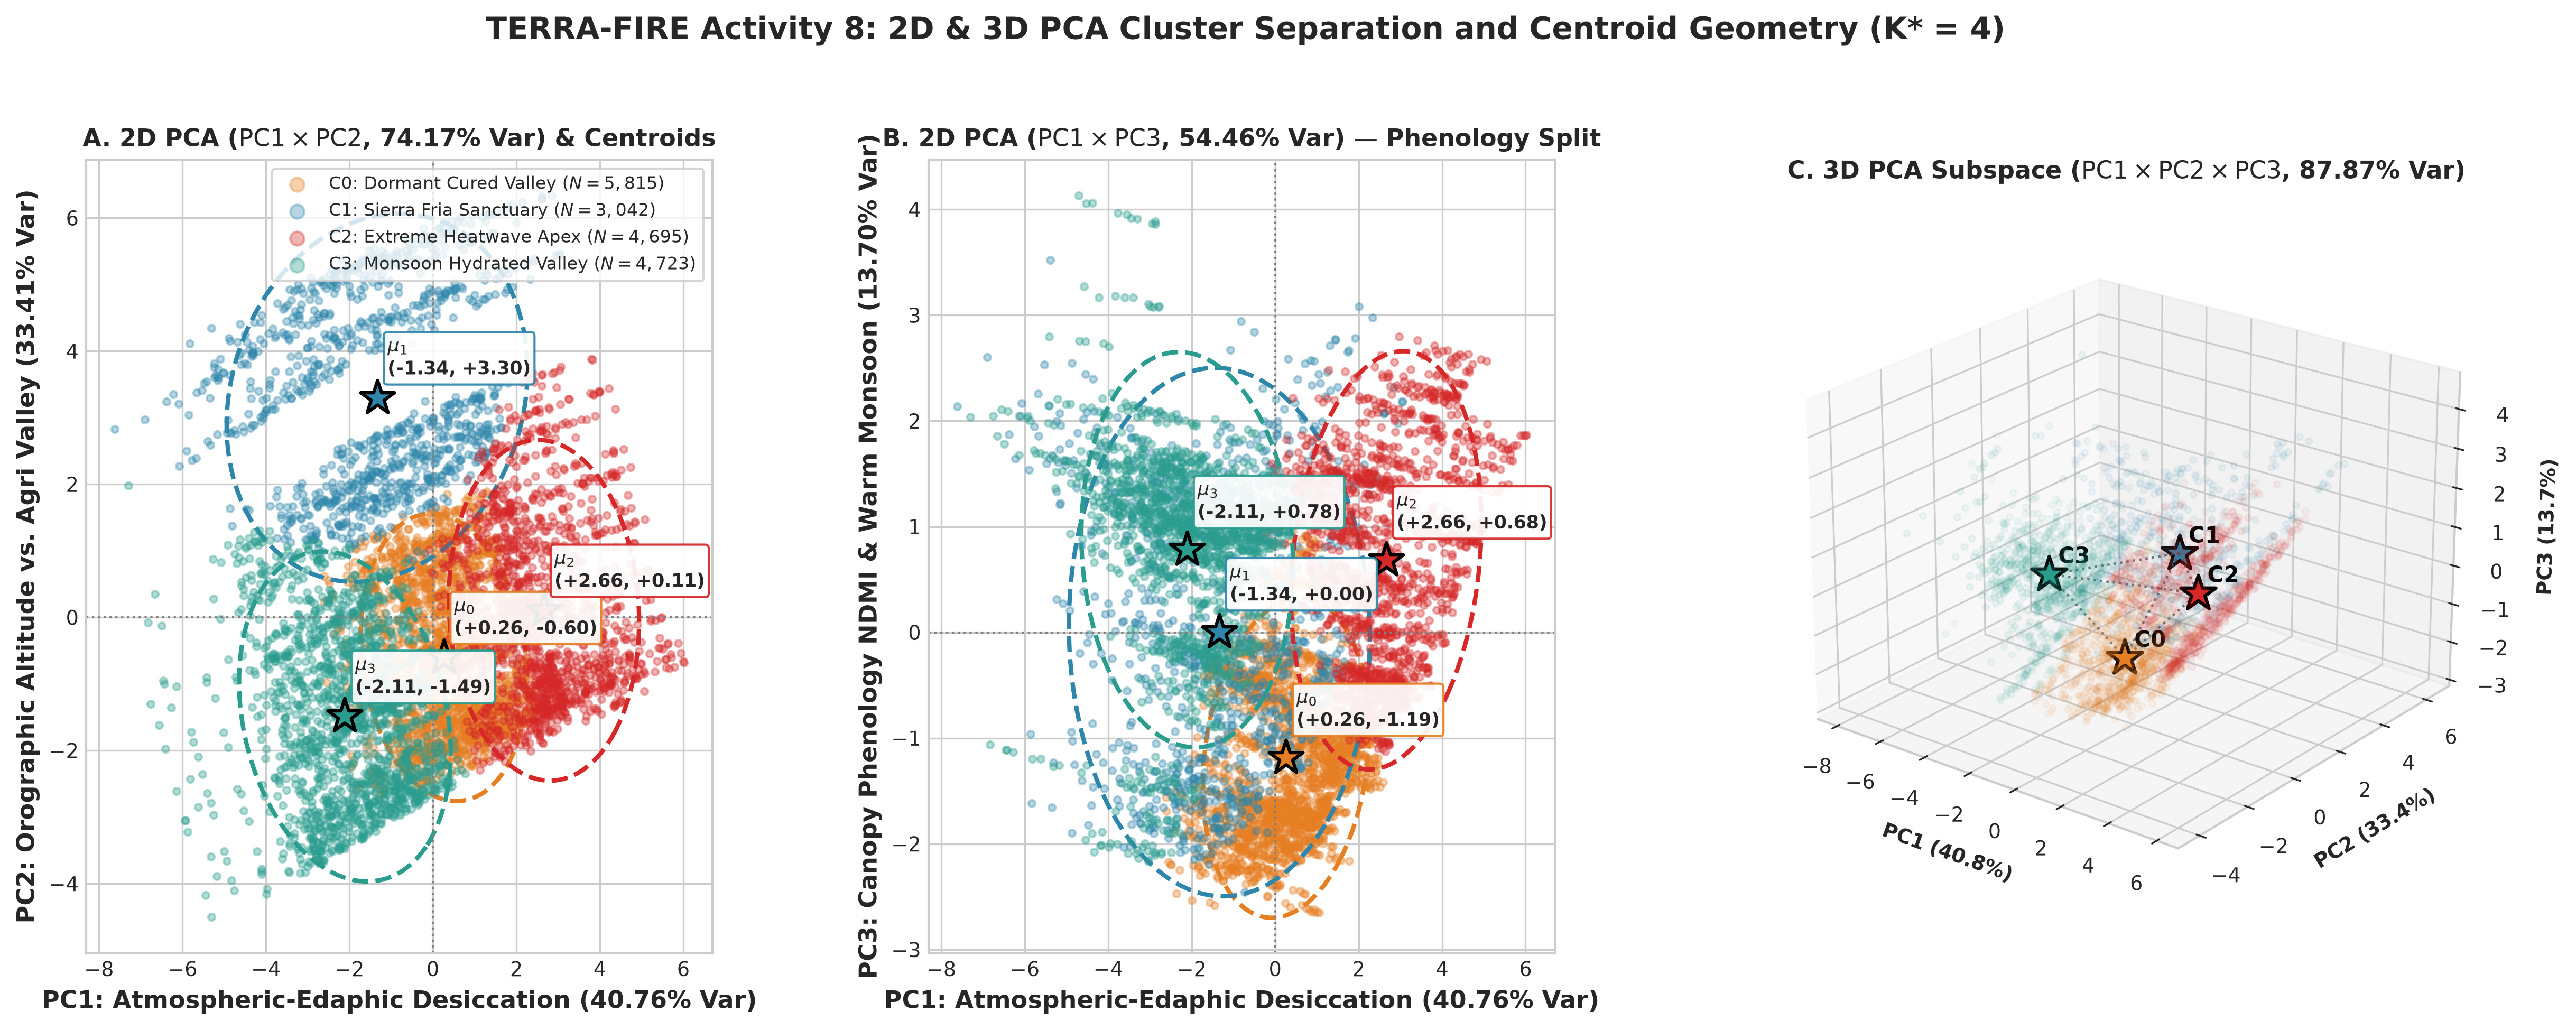 TERRA-FIRE Activity 8: 2D & 3D PCA Cluster Separation and Centroid Geometry (K* = 4)
A. 2D PCA (PC1 × PC2, 74.17% Var) & Centroids
PC2: Orographic Altitude vs. Agri Valley (33.41% Var)
6
4
2
0
−2
−4
C0: Dormant Cured Valley (N = 5, 815)
C1: Sierra Fria Sanctuary (N = 3, 042)
C2: Extreme Heatwave Apex (N = 4, 695)
C3: Monsoon Hydrated Valley (N = 4, 723)
μ1
(-1.34, +3.30)
μ2
(+2.66, +0.11)
μ0
(+0.26, -0.60)
μ3
(-2.11, -1.49)
−8 −6 −4 −2 0 2 4 6
PC1: Atmospheric-Edaphic Desiccation (40.76% Var)
B. 2D PCA (PC1 × PC3, 54.46% Var) — Phenology Split
PC3: Canopy Phenology NDMI & Warm Monsoon (13.70% Var)
4
3
2
1
0
−1
−2
−3
μ3
(-2.11, +0.78)
μ2
(+2.66, +0.68)
μ1
(-1.34, +0.00)
μ0
(+0.26, -1.19)
−8 −6 −4 −2 0 2 4 6
PC1: Atmospheric-Edaphic Desiccation (40.76% Var)
C. 3D PCA Subspace (PC1 × PC2 × PC3, 87.87% Var)
C1
C3
C2
C0
4
3
2
1
0
−1
−2
−3
PC3 (13.7%)
−8 −6 −4 −2 0 2 4 6
PC1 (40.8%)
−4 −2 0 2 4 6
PC2 (33.4%)